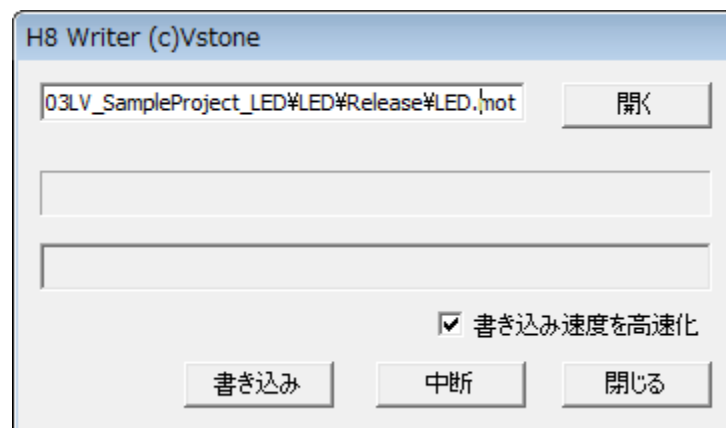 H8 Writer (c)Vstone
03LV_SampleProject_LED¥LED¥Release¥LED.mot
開く
書き込み速度を高速化
書き込み
中断
閉じる